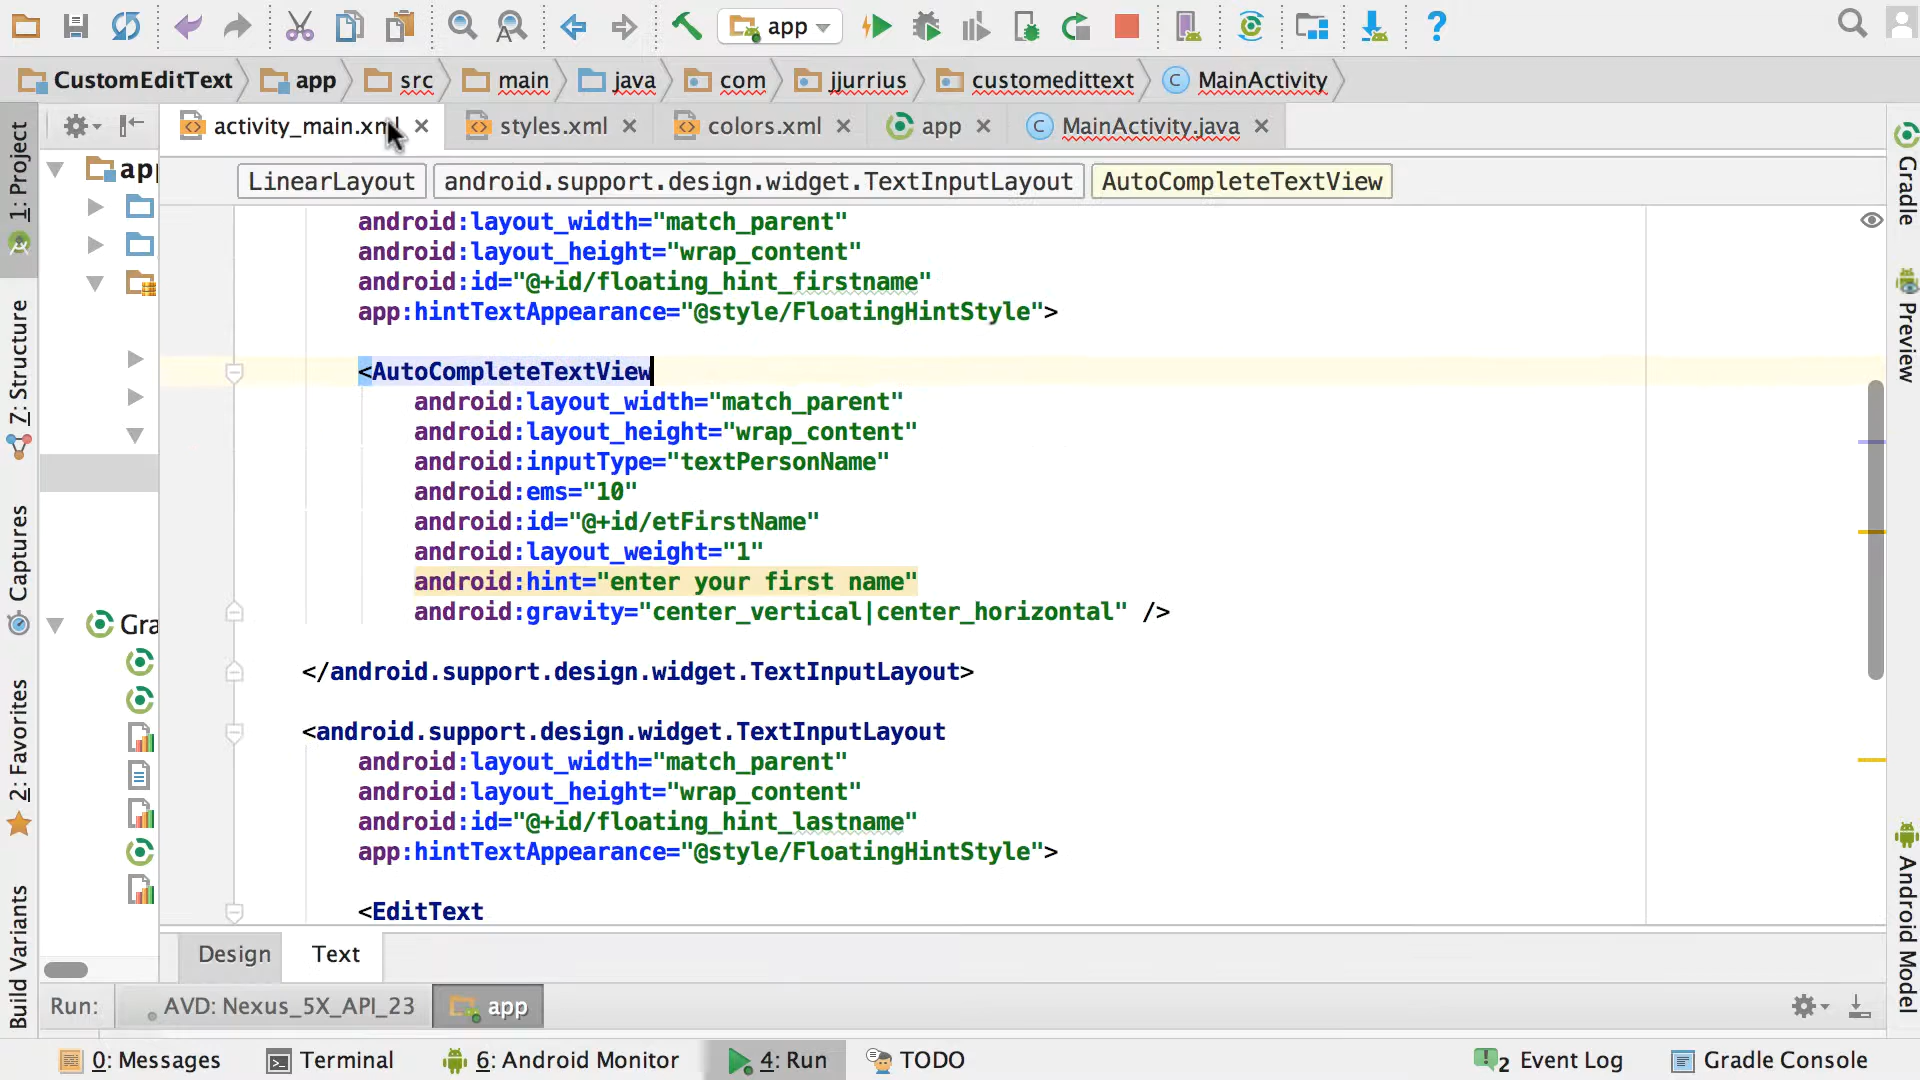 app
CustomEditText app src main java com jjurrius customedittext MainActivity
activity_main.xml styles.xml colors.xml app MainActivity.java
LinearLayout android.support.design.widget.TextInputLayout AutoCompleteTextView
1: Project
7: Structure
Captures
2: Favorites
Build Variants
app
Gra
android:layout_width="match_parent"
android:layout_height="wrap_content"
android:id="@+id/floating_hint_firstname"
app:hintTextAppearance="@style/FloatingHintStyle">
<AutoCompleteTextView
android:layout_width="match_parent"
android:layout_height="wrap_content"
android:inputType="textPersonName"
android:ems="10"
android:id="@+id/etFirstName"
android:layout_weight="1"
android:hint="enter your first name"
android:gravity="center_vertical|center_horizontal" />
</android.support.design.widget.TextInputLayout>
<android.support.design.widget.TextInputLayout
android:layout_width="match_parent"
android:layout_height="wrap_content"
android:id="@+id/floating_hint_lastname"
app:hintTextAppearance="@style/FloatingHintStyle">
<EditText
Gradle
Preview
Android Model
Design Text
Run: AVD: Nexus_5X_API_23 app
0: Messages Terminal 6: Android Monitor 4: Run TODO 2 Event Log Gradle Console